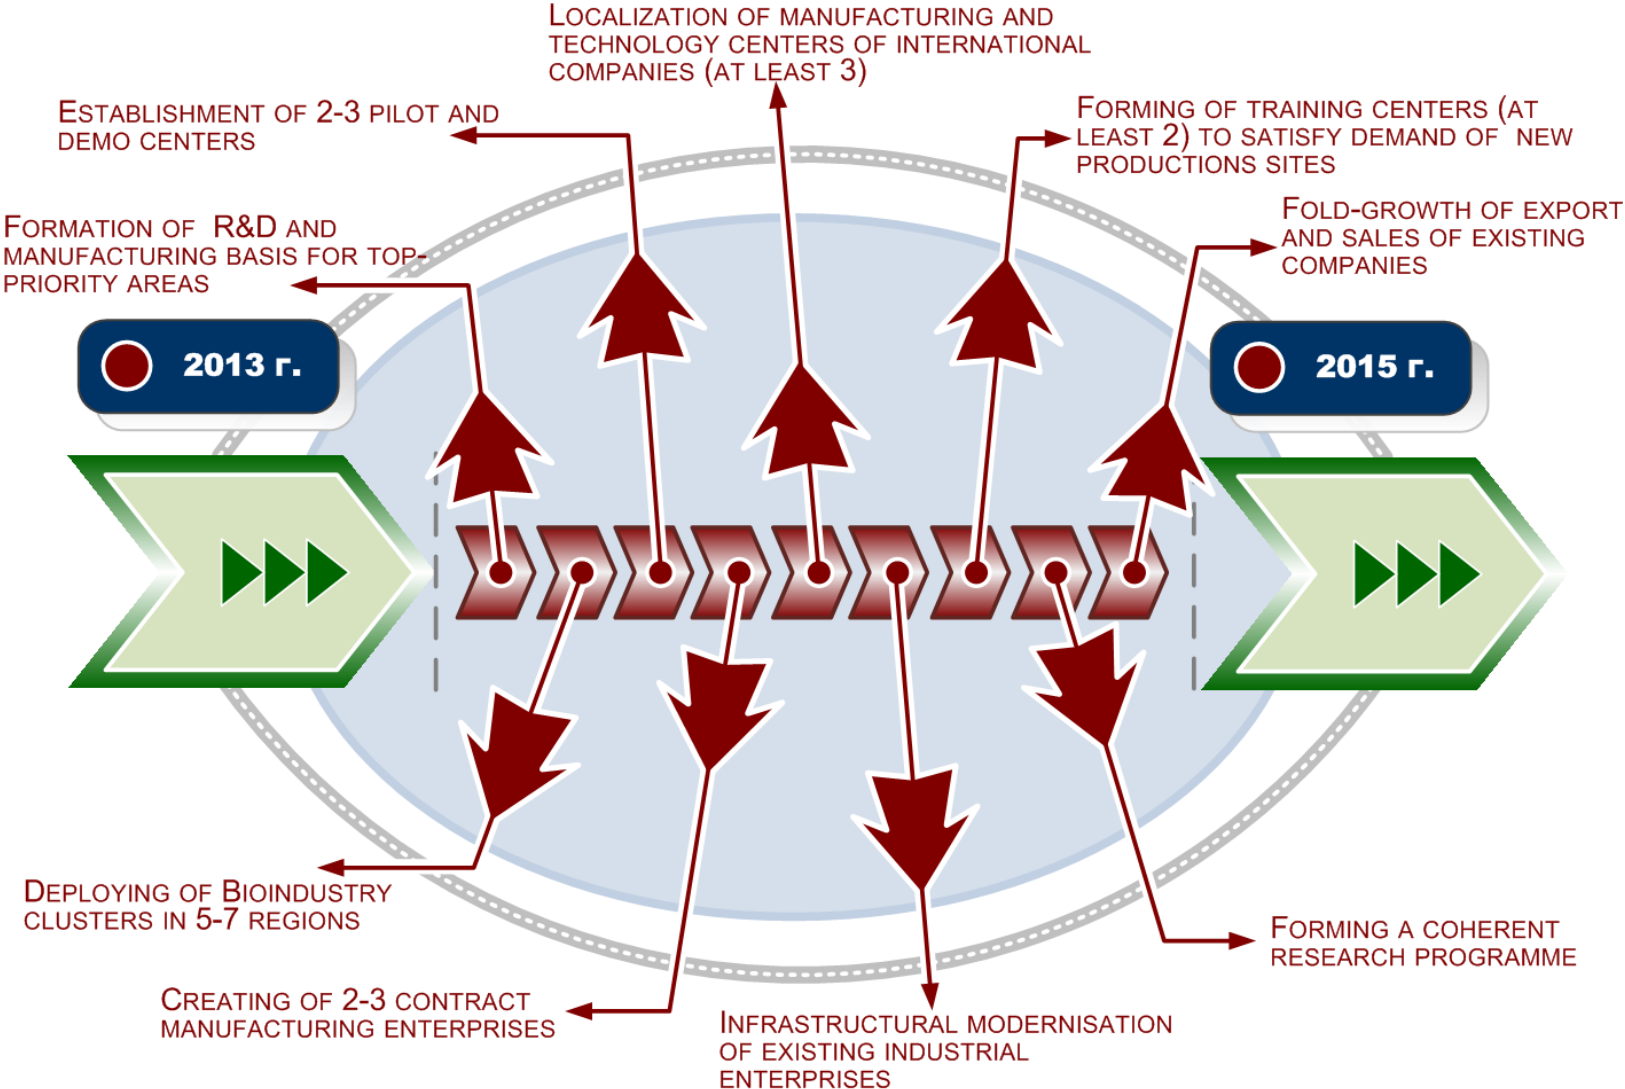 LOCALIZATION OF MANUFACTURING AND
TECHNOLOGY CENTERS OF INTERNATIONAL
COMPANIES (AT LEAST 3)
ESTABLISHMENT OF 2-3 PILOT AND
DEMO CENTERS
FORMING OF TRAINING CENTERS (AT
LEAST 2) TO SATISFY DEMAND OF NEW
PRODUCTIONS SITES
FORMATION OF R&D AND
MANUFACTURING BASIS FOR TOP-
PRIORITY AREAS
FOLD-GROWTH OF EXPORT
AND SALES OF EXISTING
COMPANIES
2013 г.
2015 г.
DEPLOYING OF BIOINDUSTRY
CLUSTERS IN 5-7 REGIONS
FORMING A COHERENT
RESEARCH PROGRAMME
CREATING OF 2-3 CONTRACT
MANUFACTURING ENTERPRISES
INFRASTRUCTURAL MODERNISATION
OF EXISTING INDUSTRIAL
ENTERPRISES